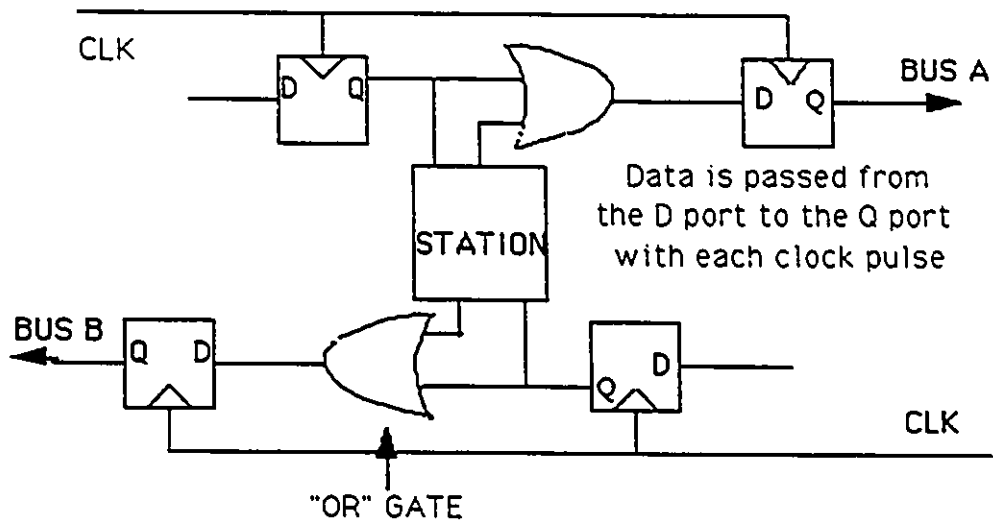 CLK
D Q
D Q
BUS A
Data is passed from
the D port to the Q port
with each clock pulse
STATION
BUS B
Q D
Q D
CLK
"OR" GATE